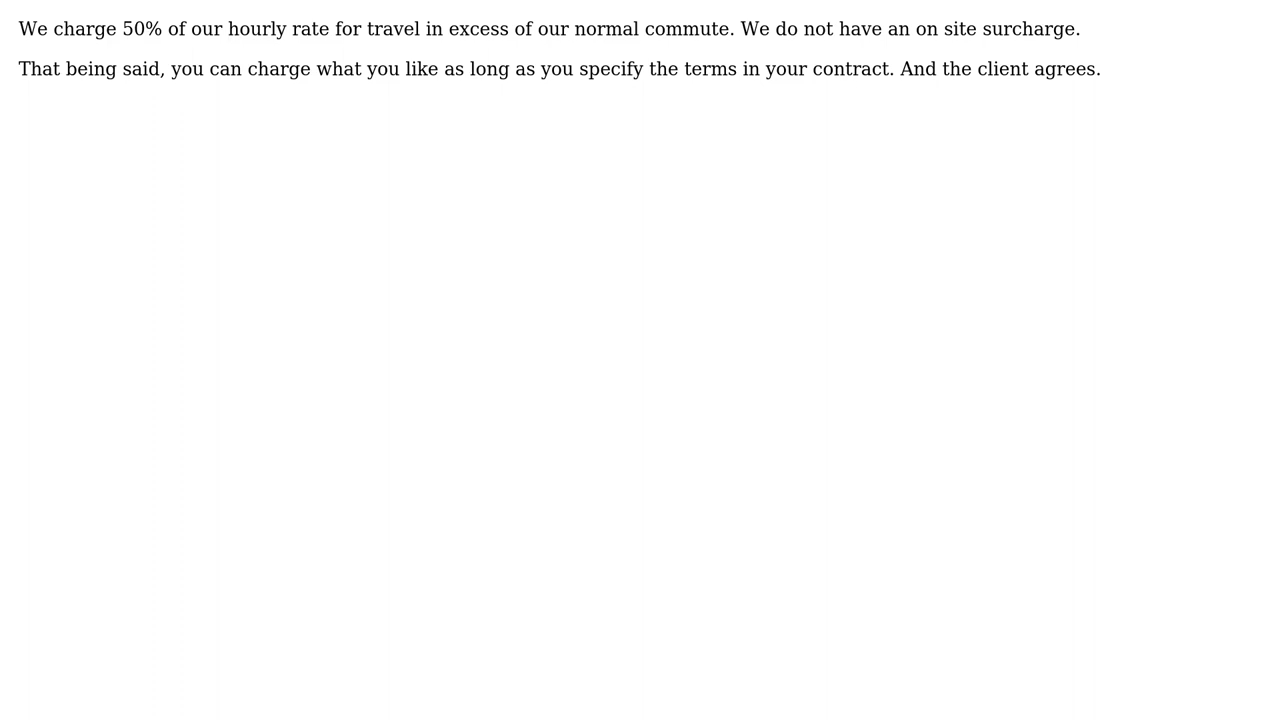 We charge 50% of our hourly rate for travel in excess of our normal commute. We do not have an on site surcharge.
That being said, you can charge what you like as long as you specify the terms in your contract. And the client agrees.